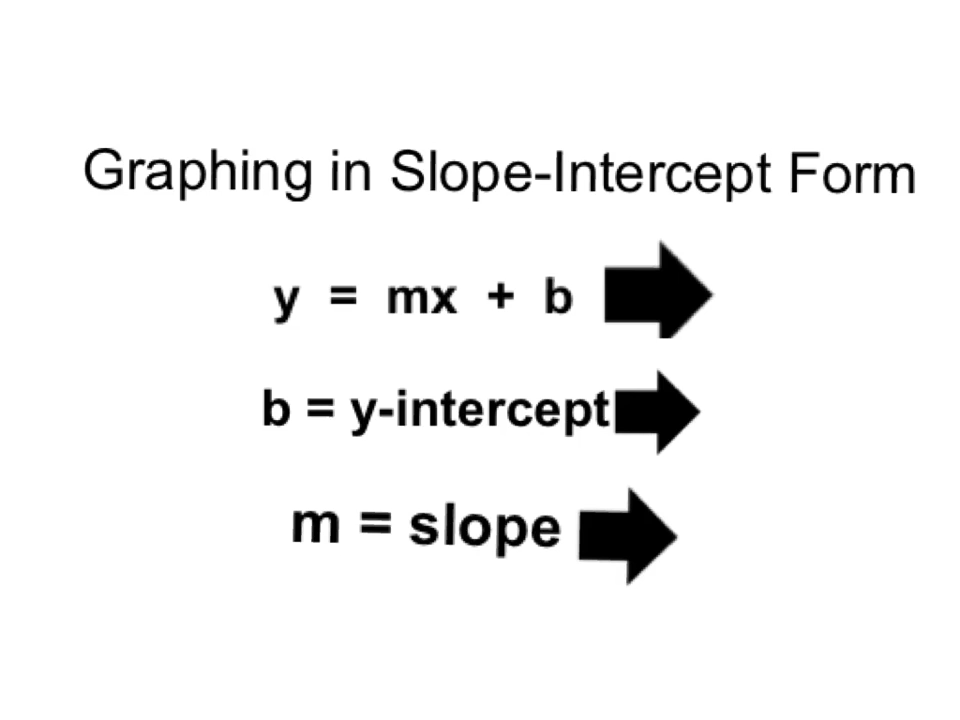 Graphing in Slope-Intercept Form
y = mx + b
b = y-intercept
m = slope